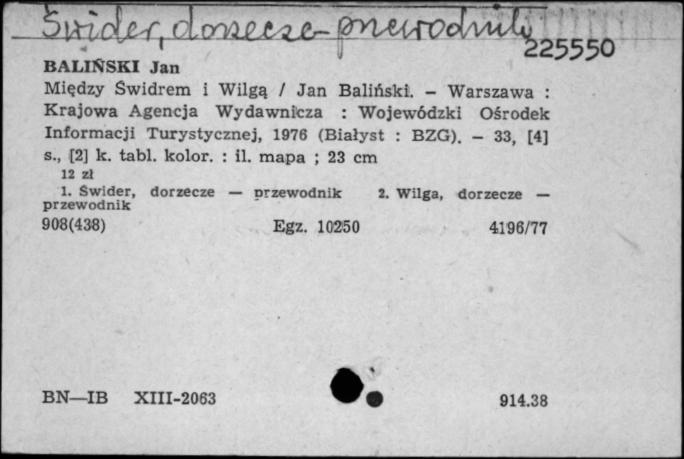 Świder, dorzecze - przewodnik
225550
BALIŃSKI Jan
Między Świdrem i Wilgą / Jan Baliński. – Warszawa :
Krajowa Agencja Wydawnicza : Wojewódzki Ośrodek
Informacji Turystycznej, 1976 (Białyst : BZG). – 33, [4]
s., [2] k. tabl. kolor. : il. mapa ; 23 cm
12 zł
1. Świder, dorzecze — przewodnik 2. Wilga, dorzecze —
przewodnik
908(438) Egz. 10250 4196/77
BN—IB XIII-2063 914.38